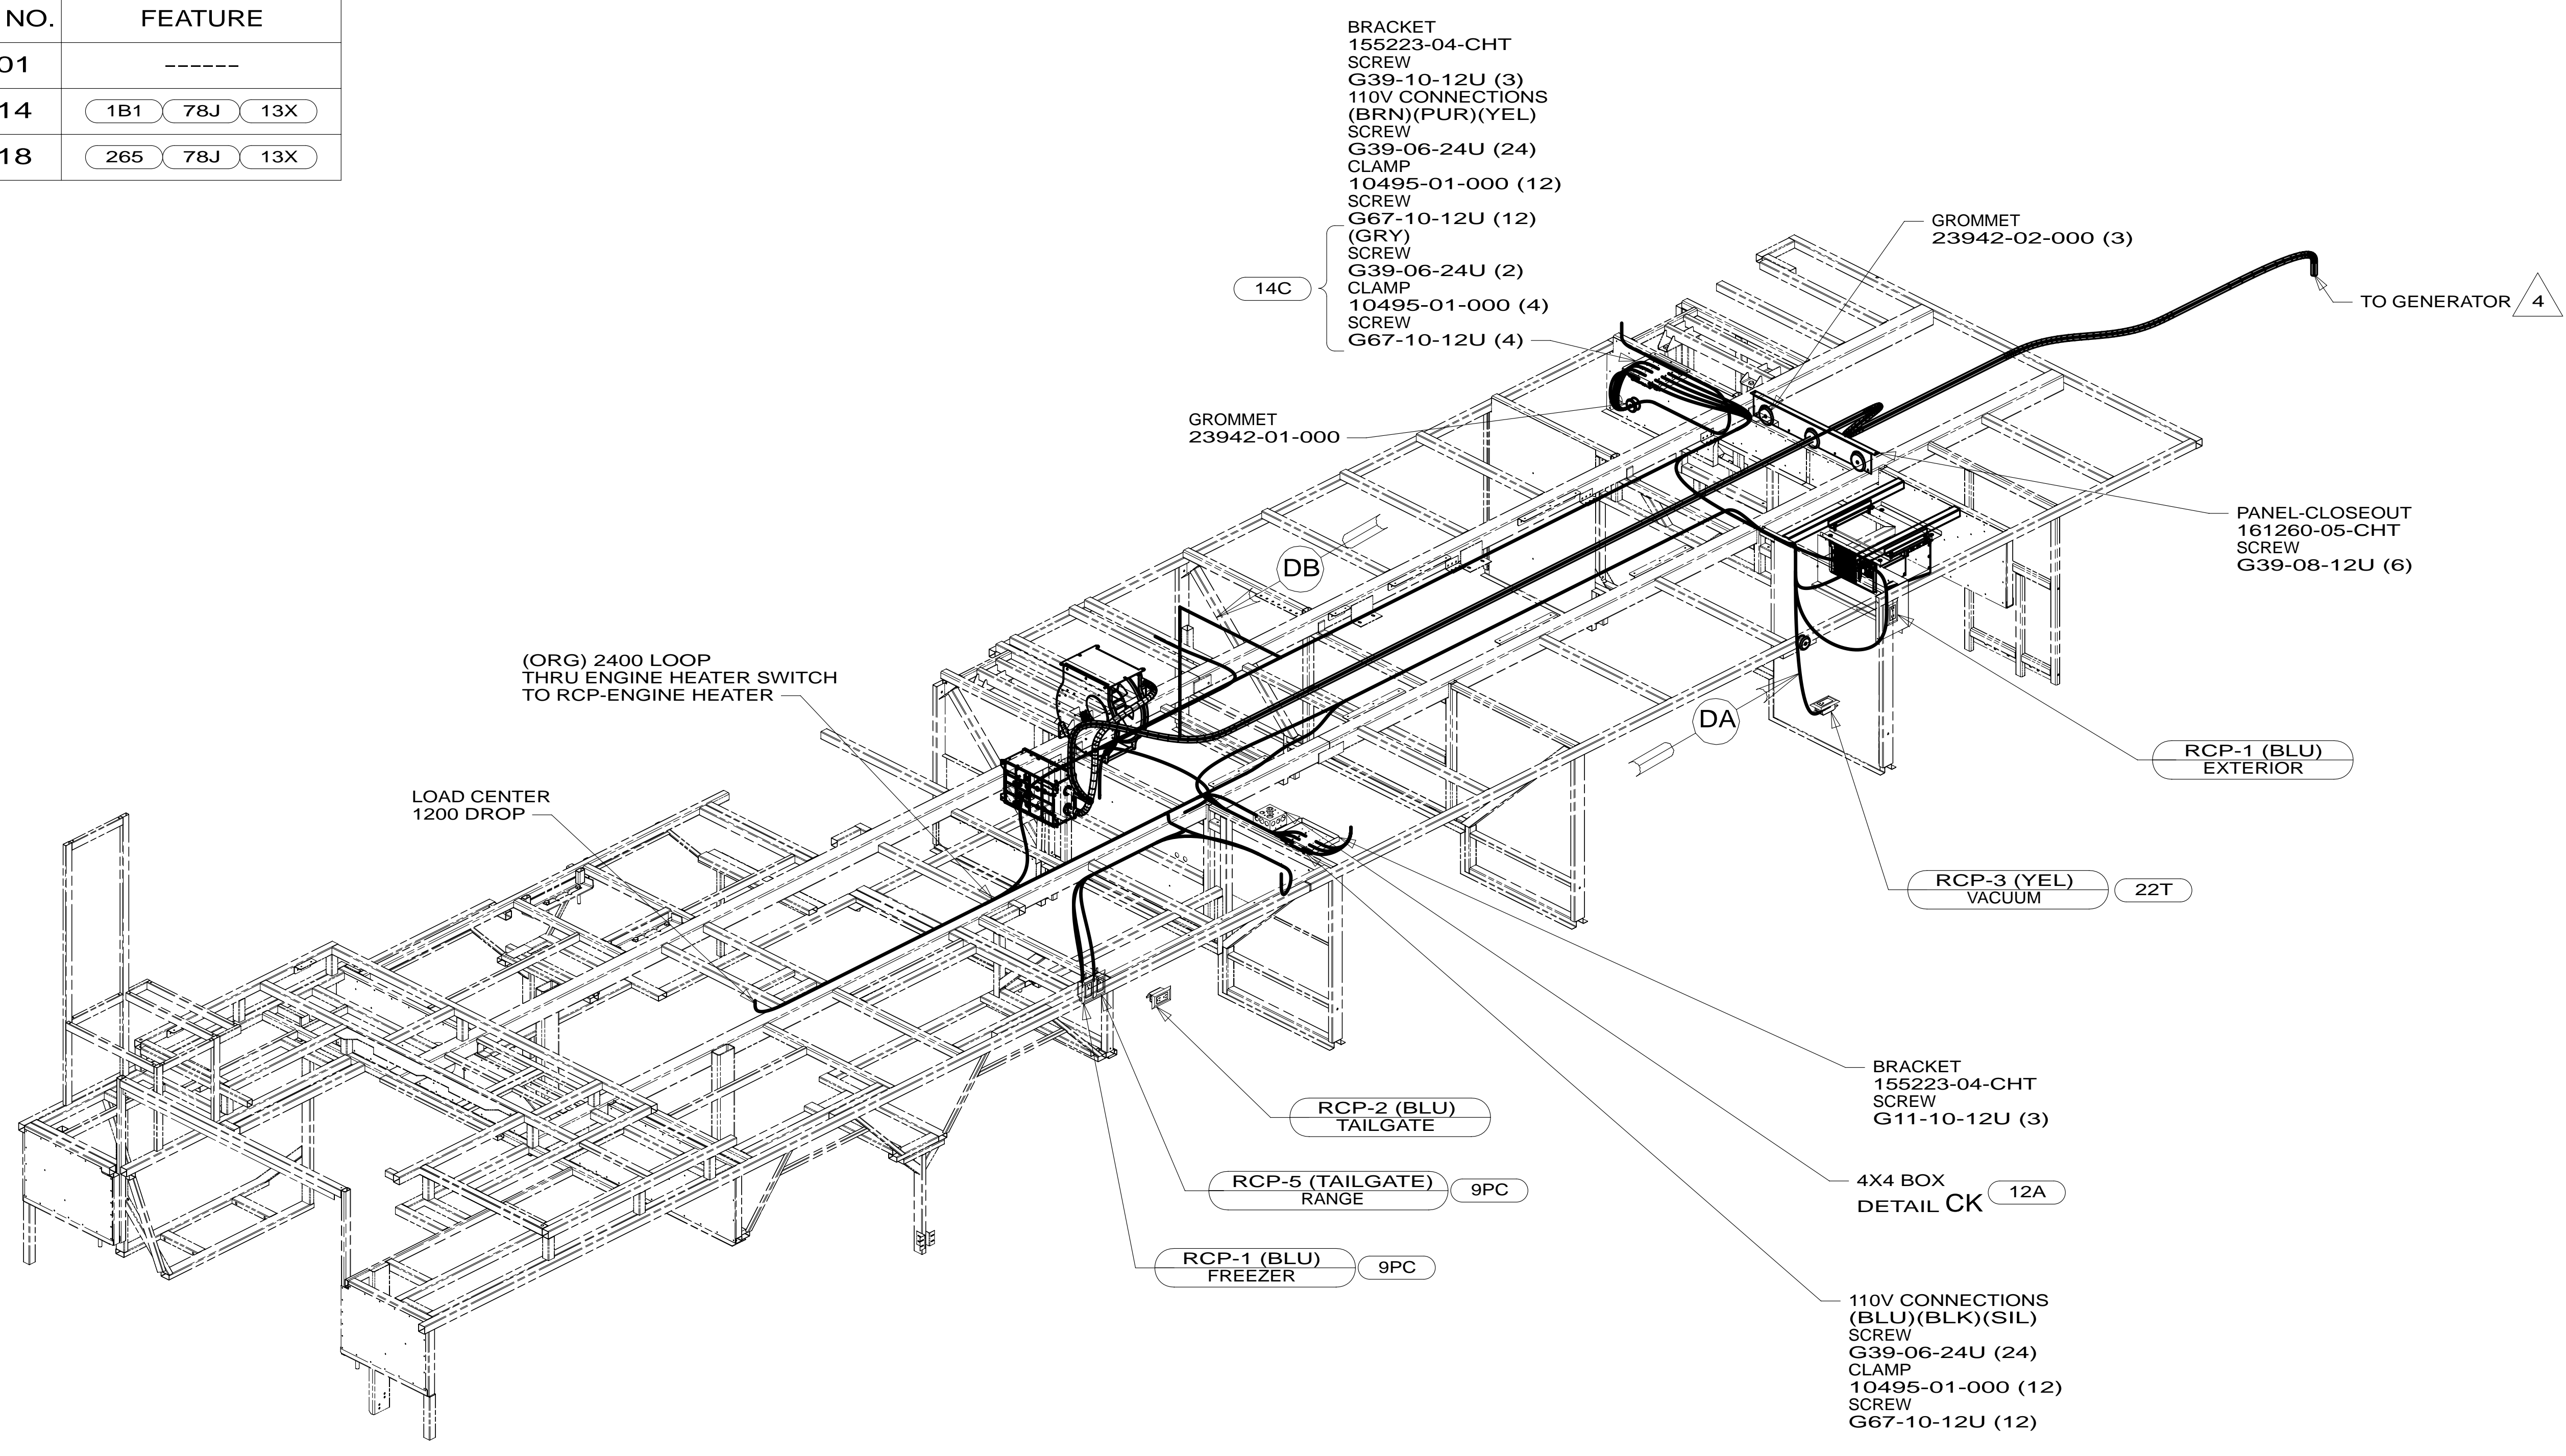 NO. FEATURE
01 ------
14 1B1 78J 13X
18 265 78J 13X
BRACKET
155223-04-CHT
SCREW
G39-10-12U (3)
110V CONNECTIONS
(BRN)(PUR)(YEL)
SCREW
G39-06-24U (24)
CLAMP
10495-01-000 (12)
SCREW
G67-10-12U (12)
(GRY)
SCREW
G39-06-24U (2)
CLAMP
10495-01-000 (4)
SCREW
G67-10-12U (4)
14C
GROMMET
23942-02-000 (3)
TO GENERATOR 4
GROMMET
23942-01-000
PANEL-CLOSEOUT
161260-05-CHT
SCREW
G39-08-12U (6)
DB
(ORG) 2400 LOOP
THRU ENGINE HEATER SWITCH
TO RCP-ENGINE HEATER
DA
RCP-1 (BLU)
EXTERIOR
LOAD CENTER
1200 DROP
RCP-3 (YEL)
VACUUM
22T
BRACKET
155223-04-CHT
SCREW
G11-10-12U (3)
RCP-2 (BLU)
TAILGATE
RCP-5 (TAILGATE)
RANGE
9PC
4X4 BOX
DETAIL CK
12A
RCP-1 (BLU)
FREEZER
9PC
110V CONNECTIONS
(BLU)(BLK)(SIL)
SCREW
G39-06-24U (24)
CLAMP
10495-01-000 (12)
SCREW
G67-10-12U (12)